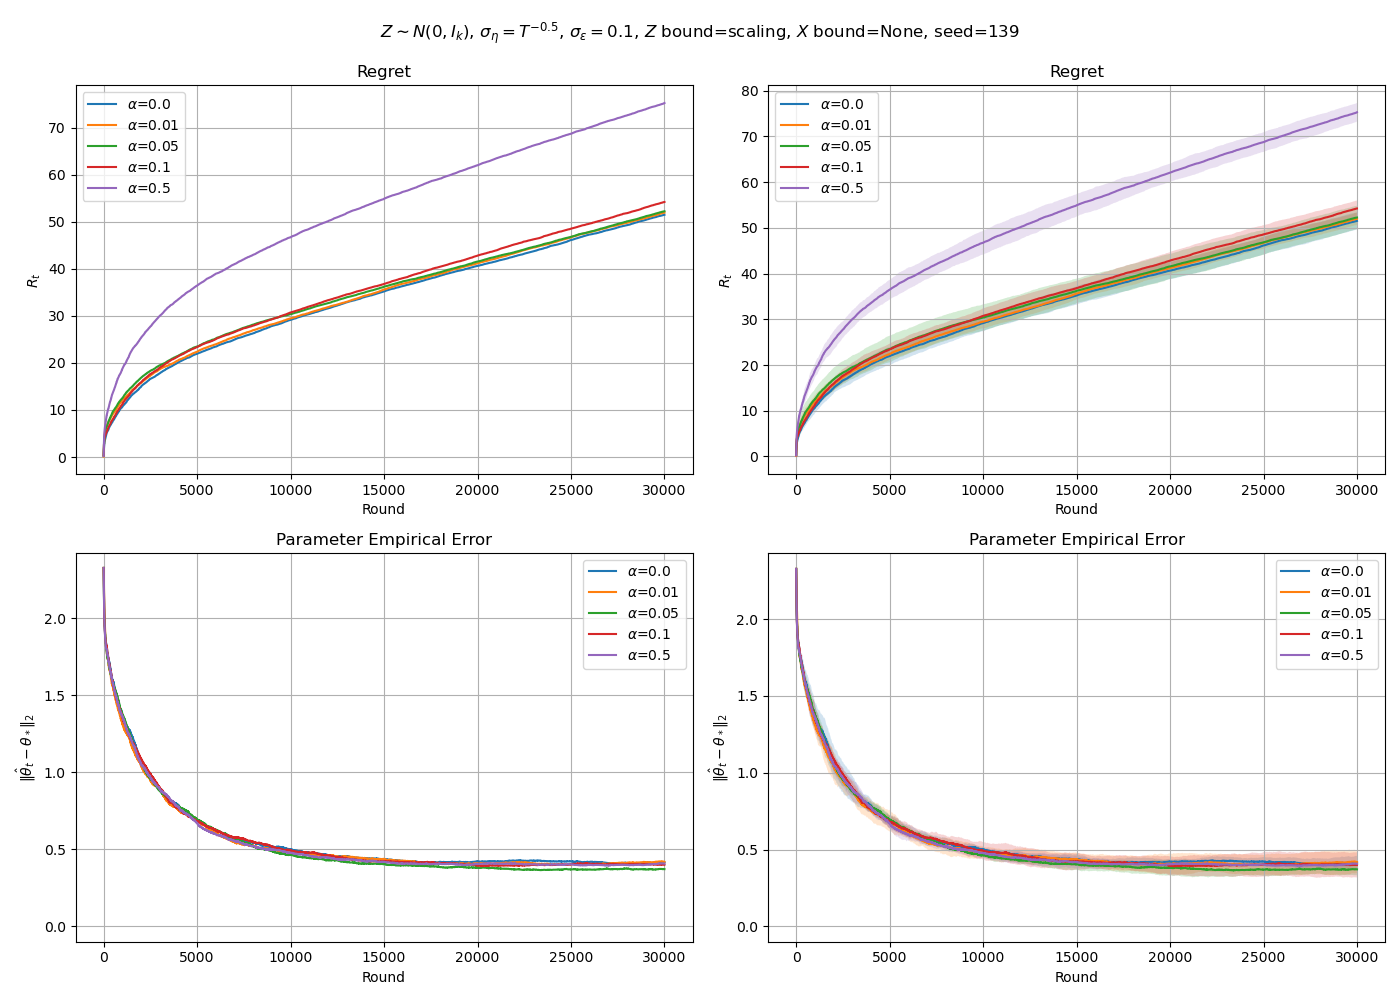 Z ∼ N(0, I_k), σ_η = T^{−0.5}, σ_ε = 0.1, Z bound=scaling, X bound=None, seed=139
Regret
α=0.0
α=0.01
α=0.05
α=0.1
α=0.5
R_t
70
60
50
40
30
20
10
0
0 5000 10000 15000 20000 25000 30000
Round
Regret
α=0.0
α=0.01
α=0.05
α=0.1
α=0.5
R_t
80
70
60
50
40
30
20
10
0
0 5000 10000 15000 20000 25000 30000
Round
Parameter Empirical Error
α=0.0
α=0.01
α=0.05
α=0.1
α=0.5
‖θ̂_t − θ_*‖_2
2.0
1.5
1.0
0.5
0.0
0 5000 10000 15000 20000 25000 30000
Round
Parameter Empirical Error
α=0.0
α=0.01
α=0.05
α=0.1
α=0.5
‖θ̂_t − θ_*‖_2
2.0
1.5
1.0
0.5
0.0
0 5000 10000 15000 20000 25000 30000
Round